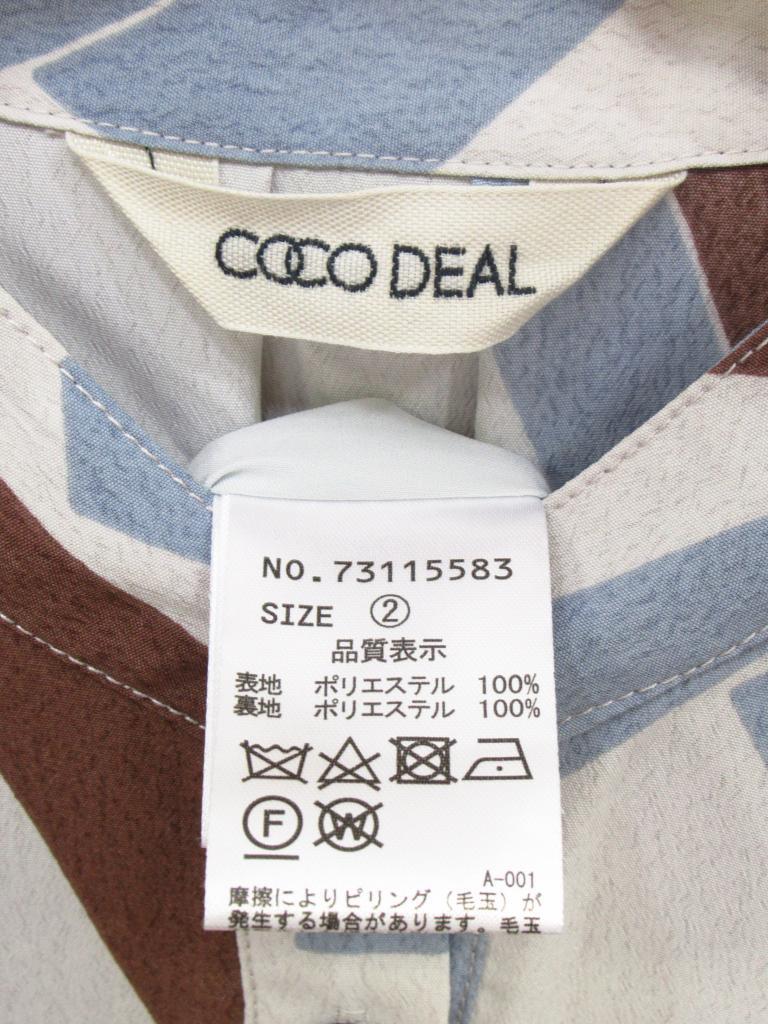 COCO DEAL
NO.73115583
SIZE ②
品質表示
表地 ポリエステル 100%
裏地 ポリエステル 100%
F W
A-001
摩擦によりピリング（毛玉）が
発生する場合があります。毛玉